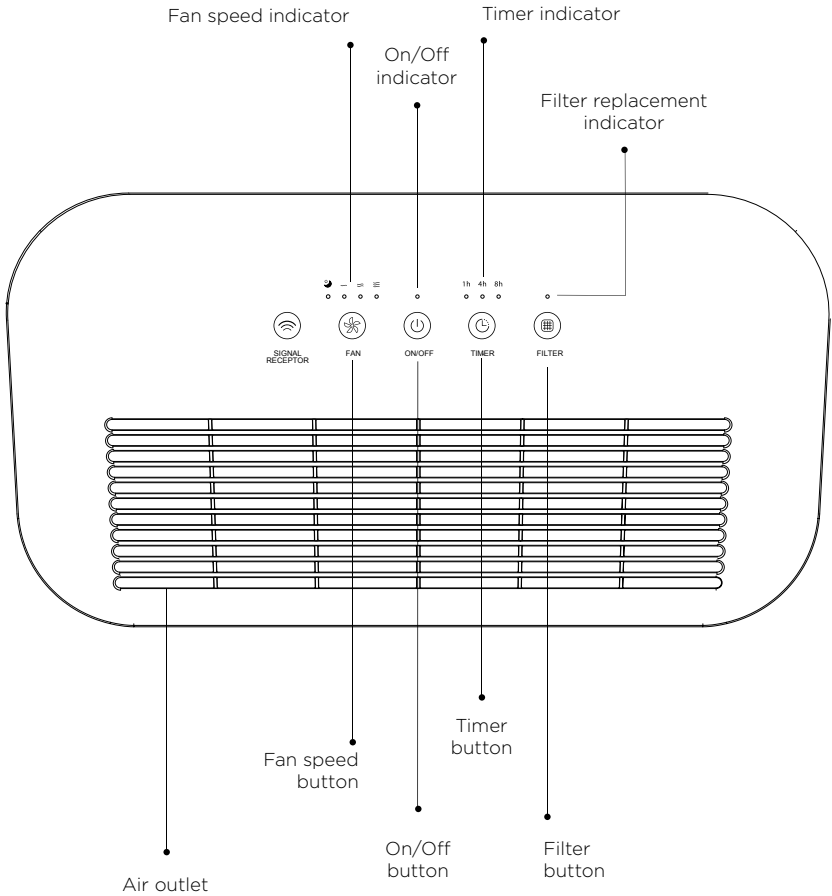 Fan speed indicator
Timer indicator
On/Off
indicator
Filter replacement
indicator
1h 4h 8h
SIGNAL
RECEPTOR
FAN
ON/OFF
TIMER
FILTER
Timer
button
Fan speed
button
On/Off
button
Filter
button
Air outlet